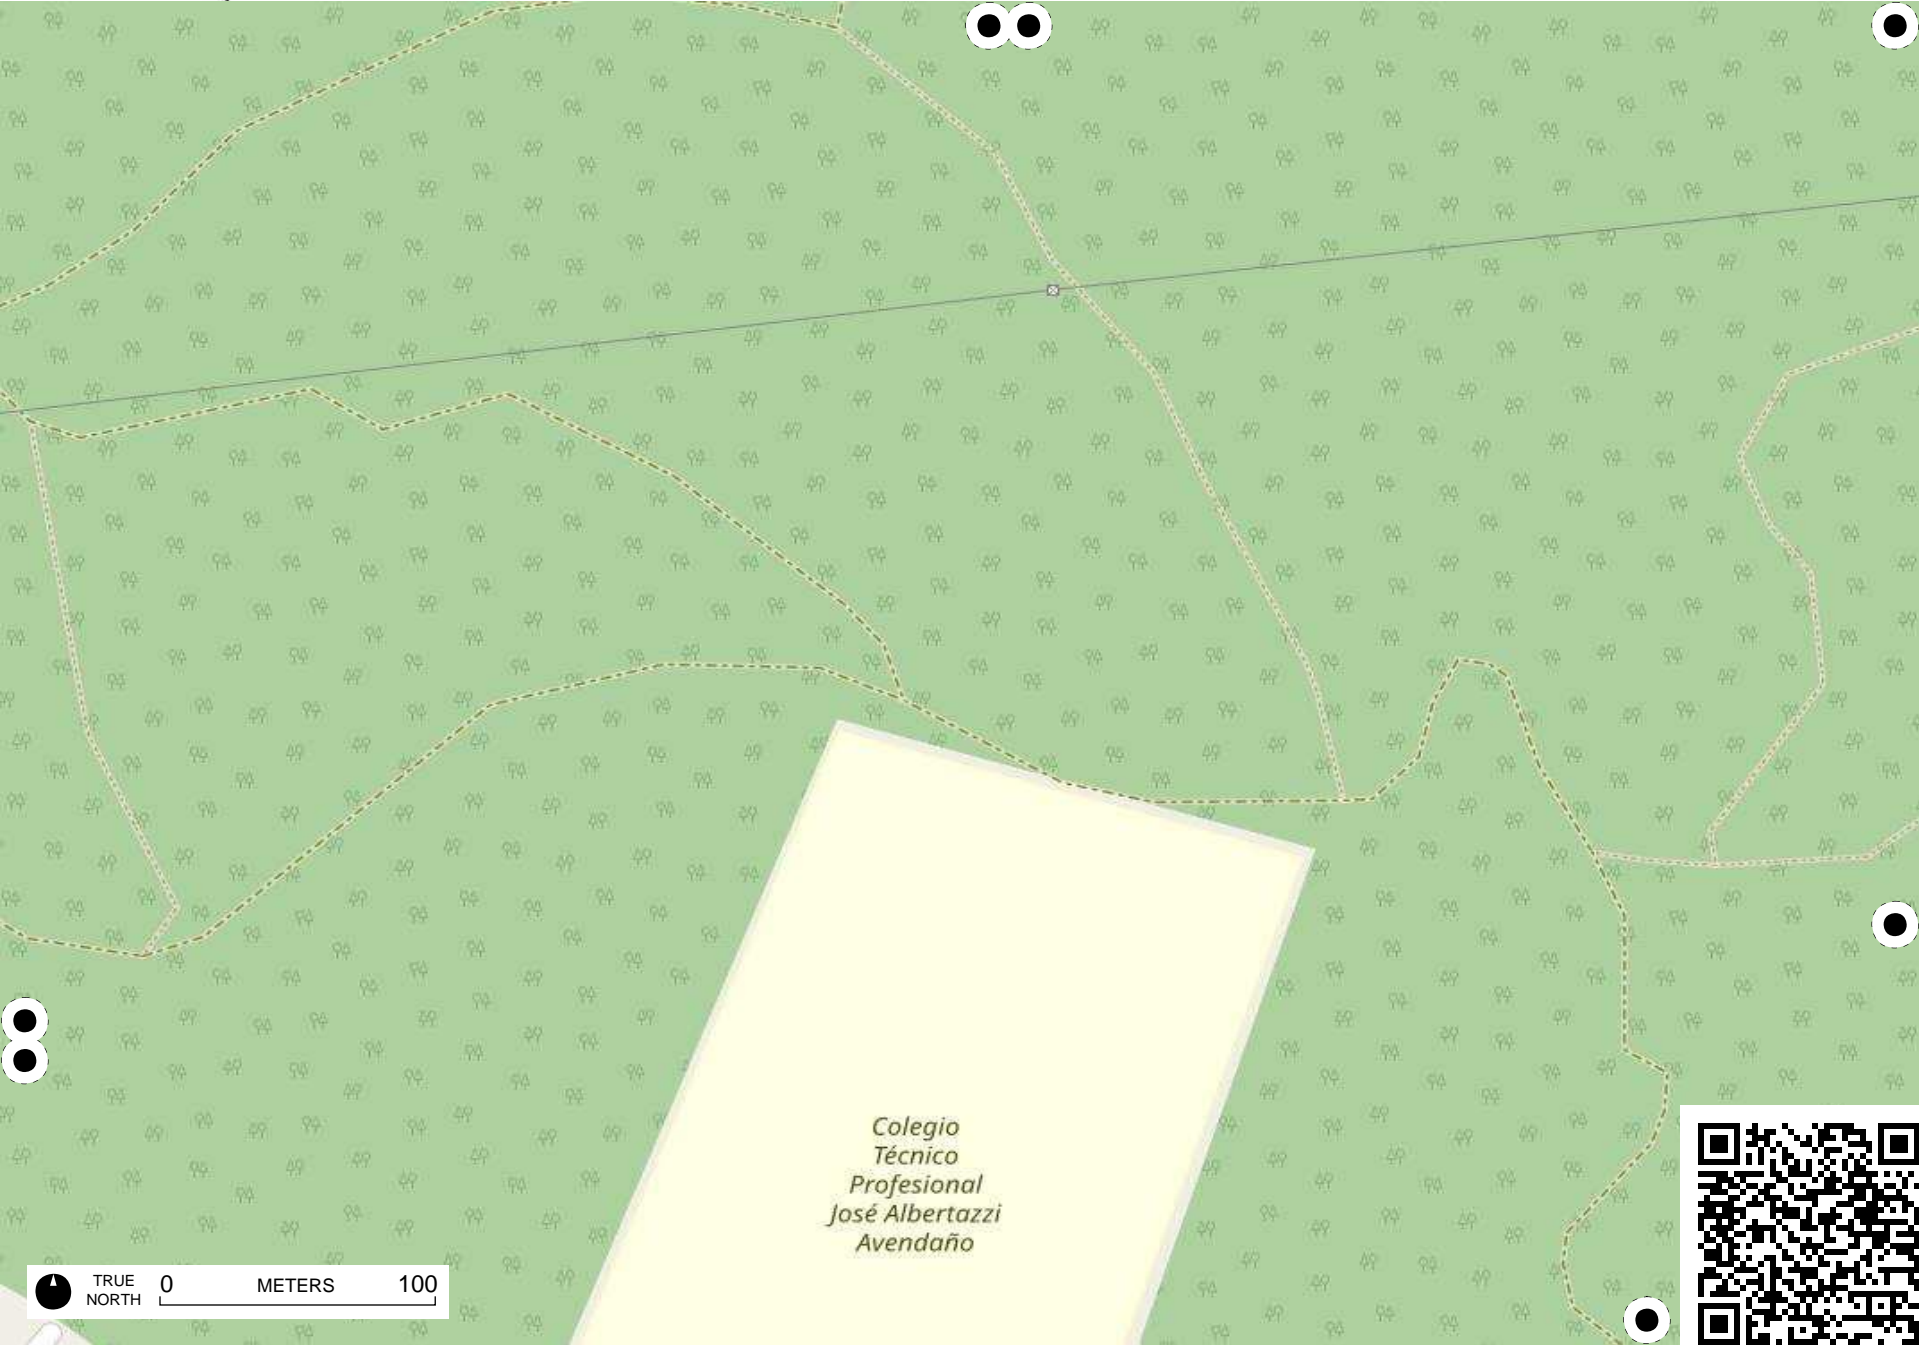 Colegio
Técnico
Profesional
José Albertazzi
Avendaño
TRUE
NORTH
0 METERS 100